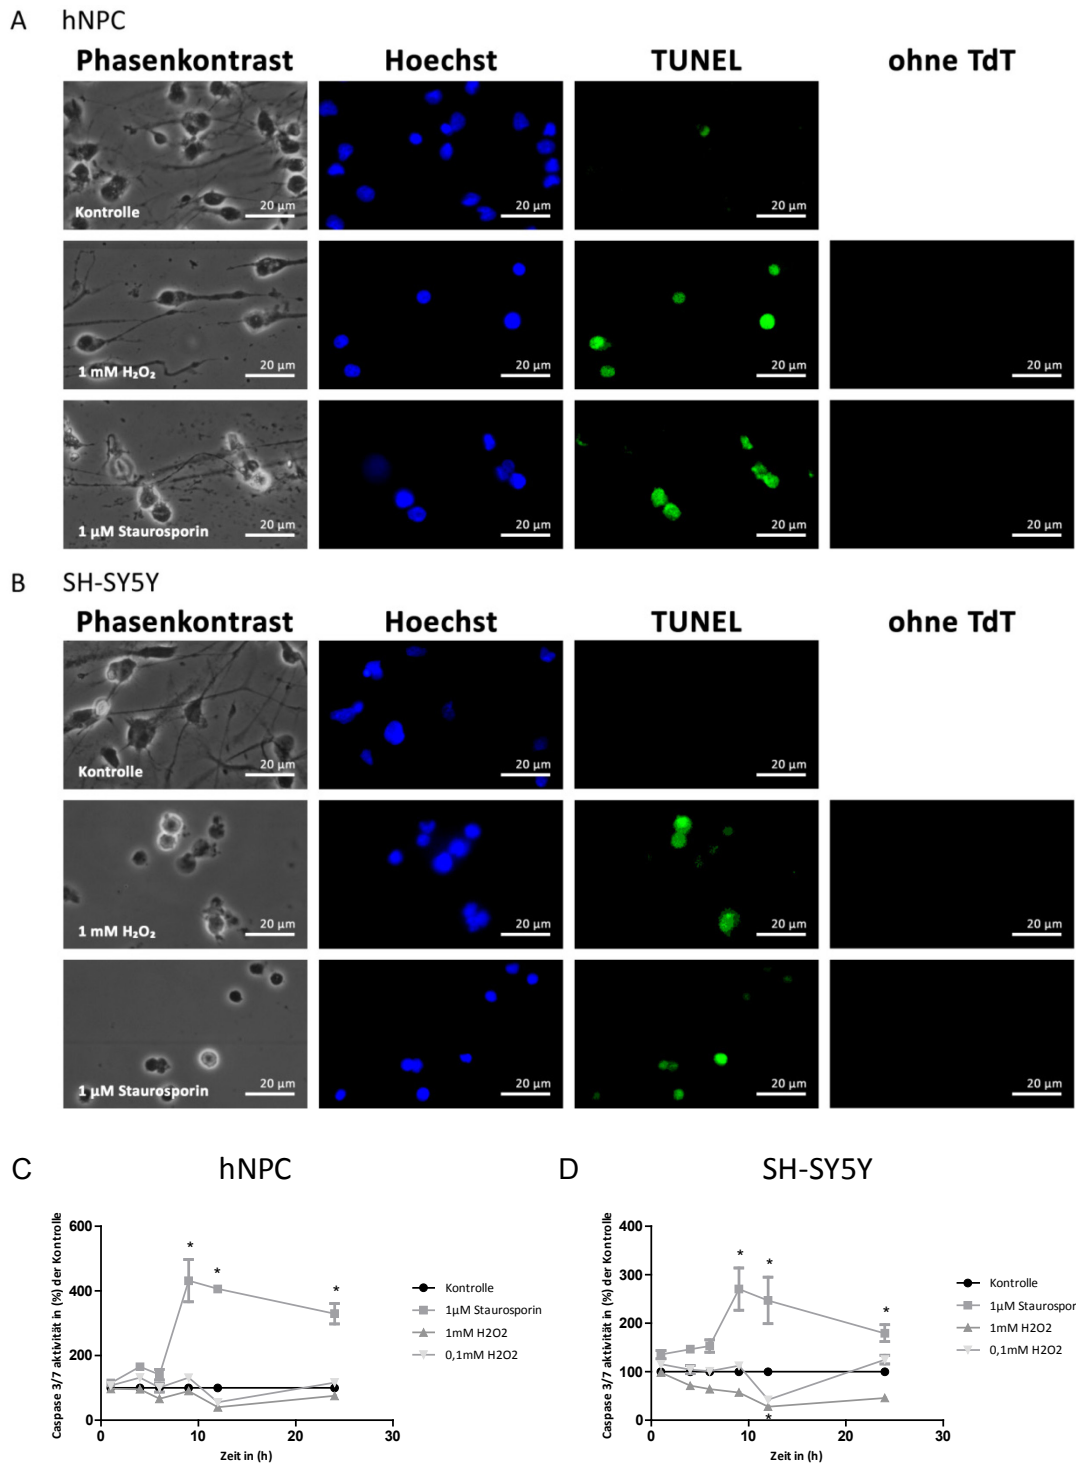 A hNPC
Phasenkontrast Hoechst TUNEL ohne TdT
Kontrolle 20 µm 20 µm 20 µm
1 mM H₂O₂ 20 µm 20 µm 20 µm 20 µm
1 µM Staurosporin 20 µm 20 µm 20 µm 20 µm
B SH-SY5Y
Phasenkontrast Hoechst TUNEL ohne TdT
Kontrolle 20 µm 20 µm 20 µm
1 mM H₂O₂ 20 µm 20 µm 20 µm 20 µm
1 µM Staurosporin 20 µm 20 µm 20 µm 20 µm
C hNPC
Caspase 3/7 aktivität in (%) der Kontrolle
600
400
200
0
* * *
0 10 20 30
Zeit in (h)
Kontrolle
1µM Staurosporin
1mM H2O2
0,1mM H2O2
D SH-SY5Y
Caspase 3/7 aktivität in (%) der Kontrolle
400
300
200
100
0
* * *
*
0 10 20 30
Zeit in (h)
Kontrolle
1µM Staurospor
1mM H2O2
0,1mM H2O2